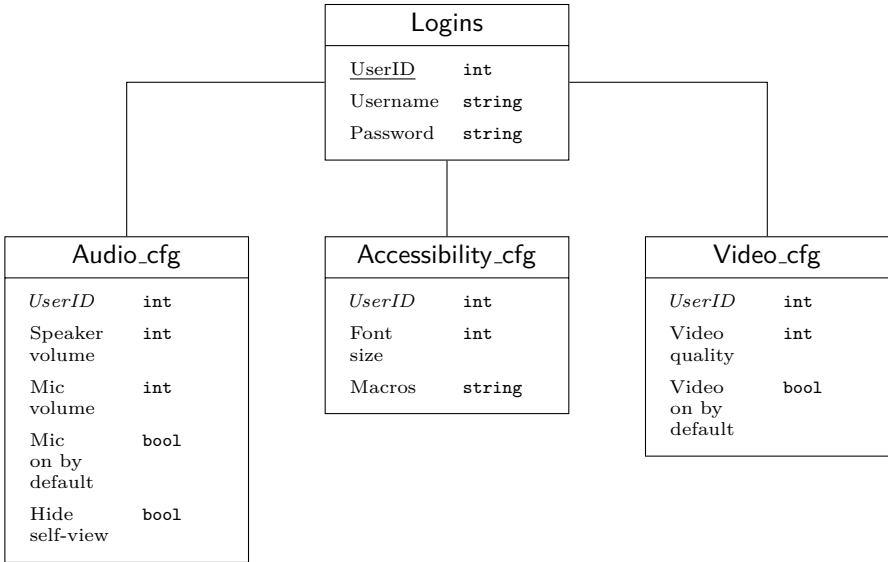 Logins
UserID int
Username string
Password string
Audio_cfg
UserID int
Speaker int
volume
Mic int
volume
Mic bool
on by
default
Hide bool
self-view
Accessibility_cfg
UserID int
Font int
size
Macros string
Video_cfg
UserID int
Video int
quality
Video bool
on by
default